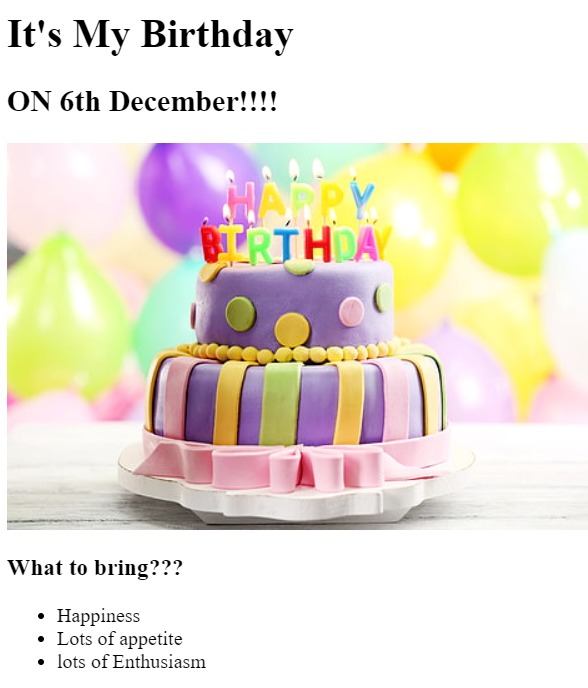 It's My Birthday
ON 6th December!!!!
HAPPY
BIRTHDAY
What to bring???
Happiness
Lots of appetite
lots of Enthusiasm